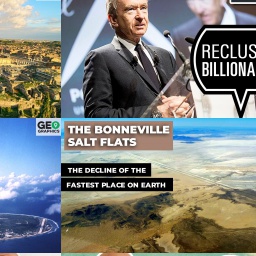 RECLUS
BILLIONA
GEO
GRAPHICS
THE BONNEVILLE
SALT FLATS
THE DECLINE OF THE
FASTEST PLACE ON EARTH